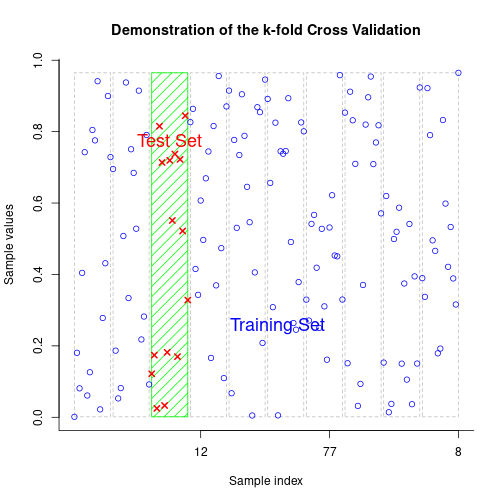 Demonstration of the k-fold Cross Validation
1.0
0.8
0.6
0.4
0.2
0.0
Sample values
Test Set
Training Set
12
77
8
Sample index